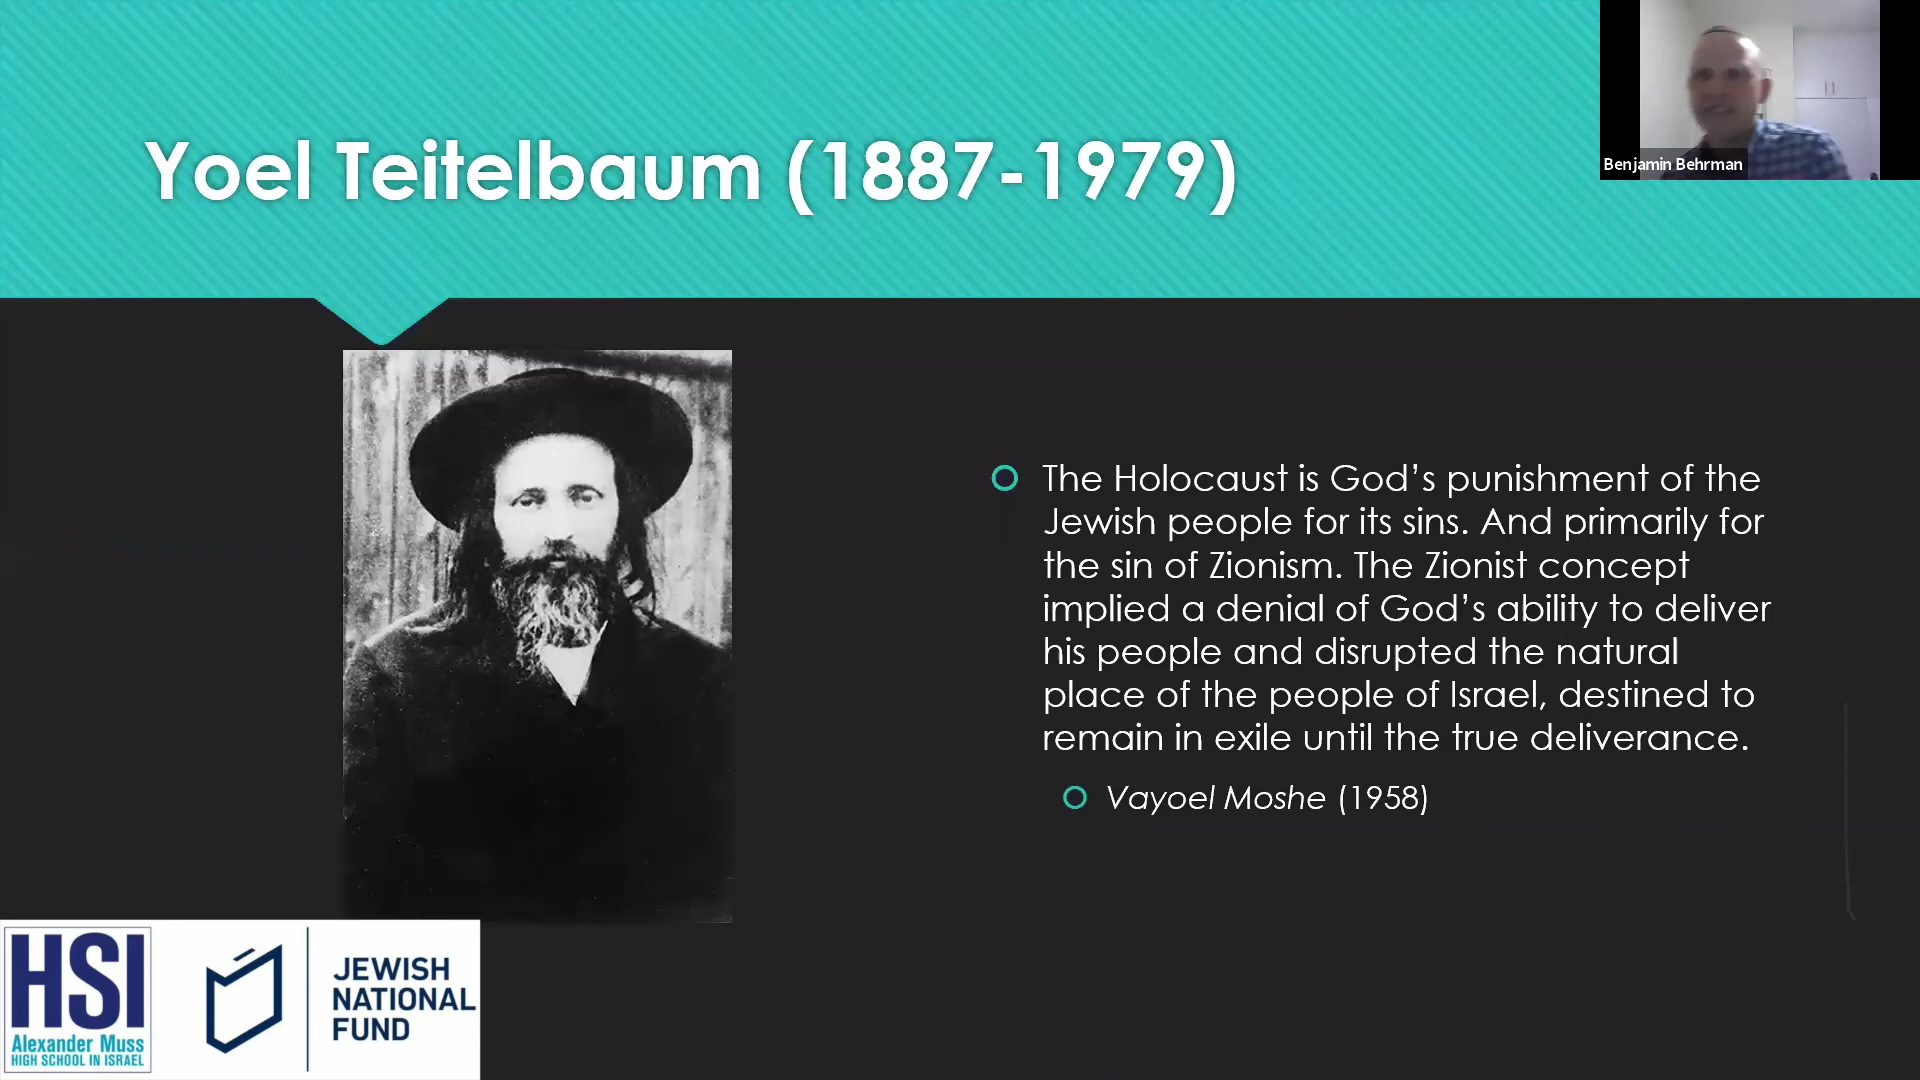 Yoel Teitelbaum (1887-1979)
Benjamin Behrman
The Holocaust is God’s punishment of the
Jewish people for its sins. And primarily for
the sin of Zionism. The Zionist concept
implied a denial of God’s ability to deliver
his people and disrupted the natural
place of the people of Israel, destined to
remain in exile until the true deliverance.
Vayoel Moshe (1958)
HSI
Alexander Muss
HIGH SCHOOL IN ISRAEL
JEWISH
NATIONAL
FUND